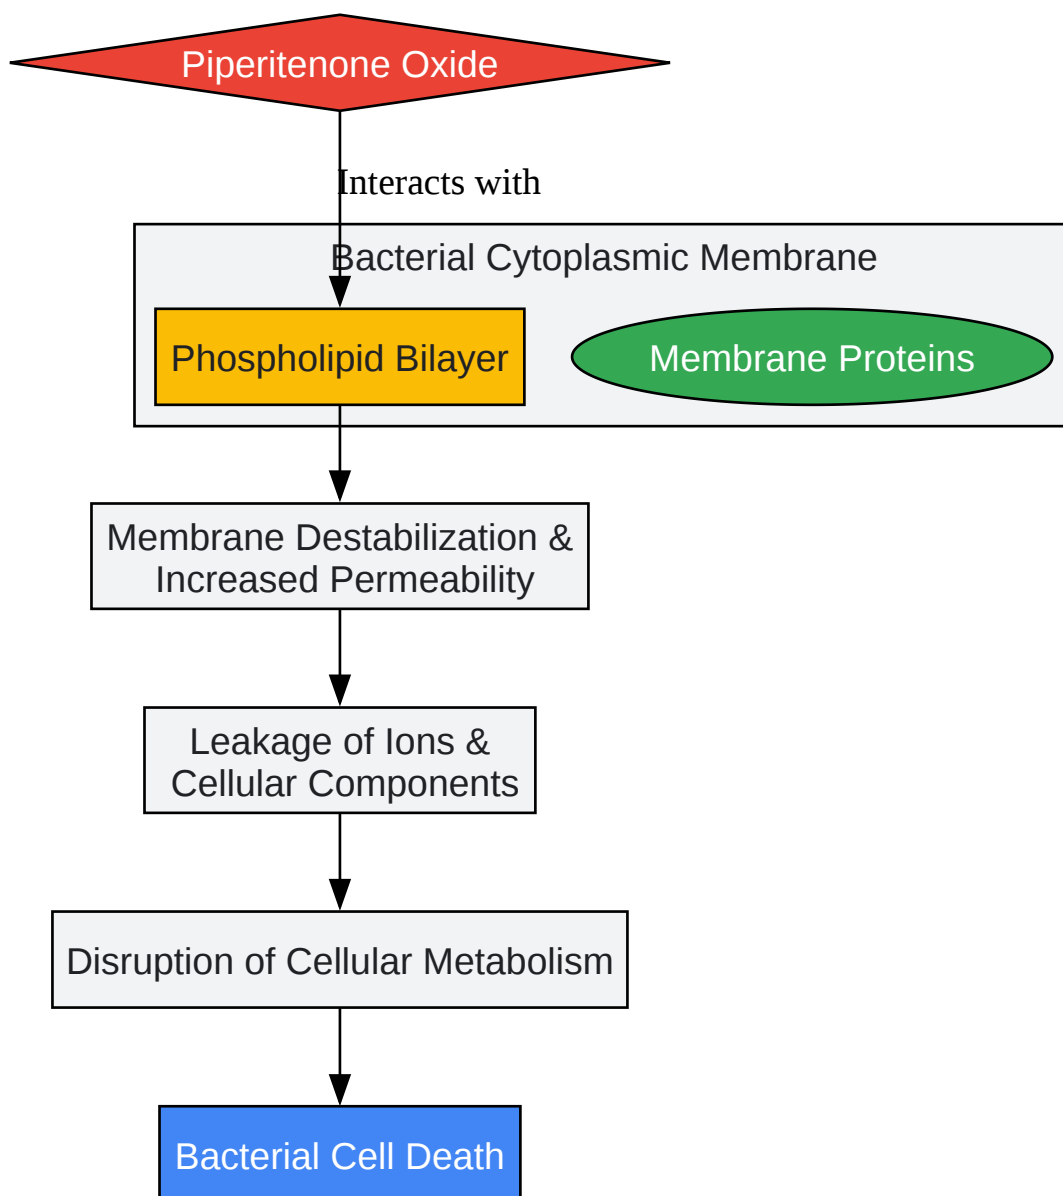 Piperitenone Oxide
Interacts with
Bacterial Cytoplasmic Membrane
Phospholipid Bilayer
Membrane Proteins
Membrane Destabilization &
Increased Permeability
Leakage of Ions &
Cellular Components
Disruption of Cellular Metabolism
Bacterial Cell Death